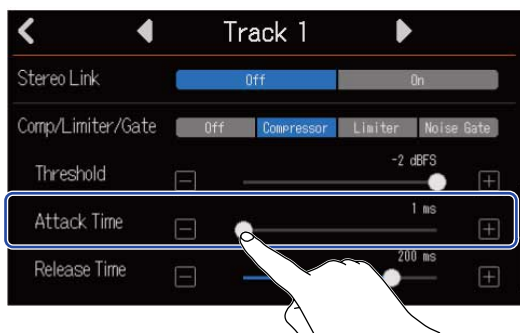 Track 1
Stereo Link Off On
Comp/Limiter/Gate Off Compressor Limiter Noise Gate
Threshold -2 dBFS
Attack Time 1 ms
Release Time 200 ms